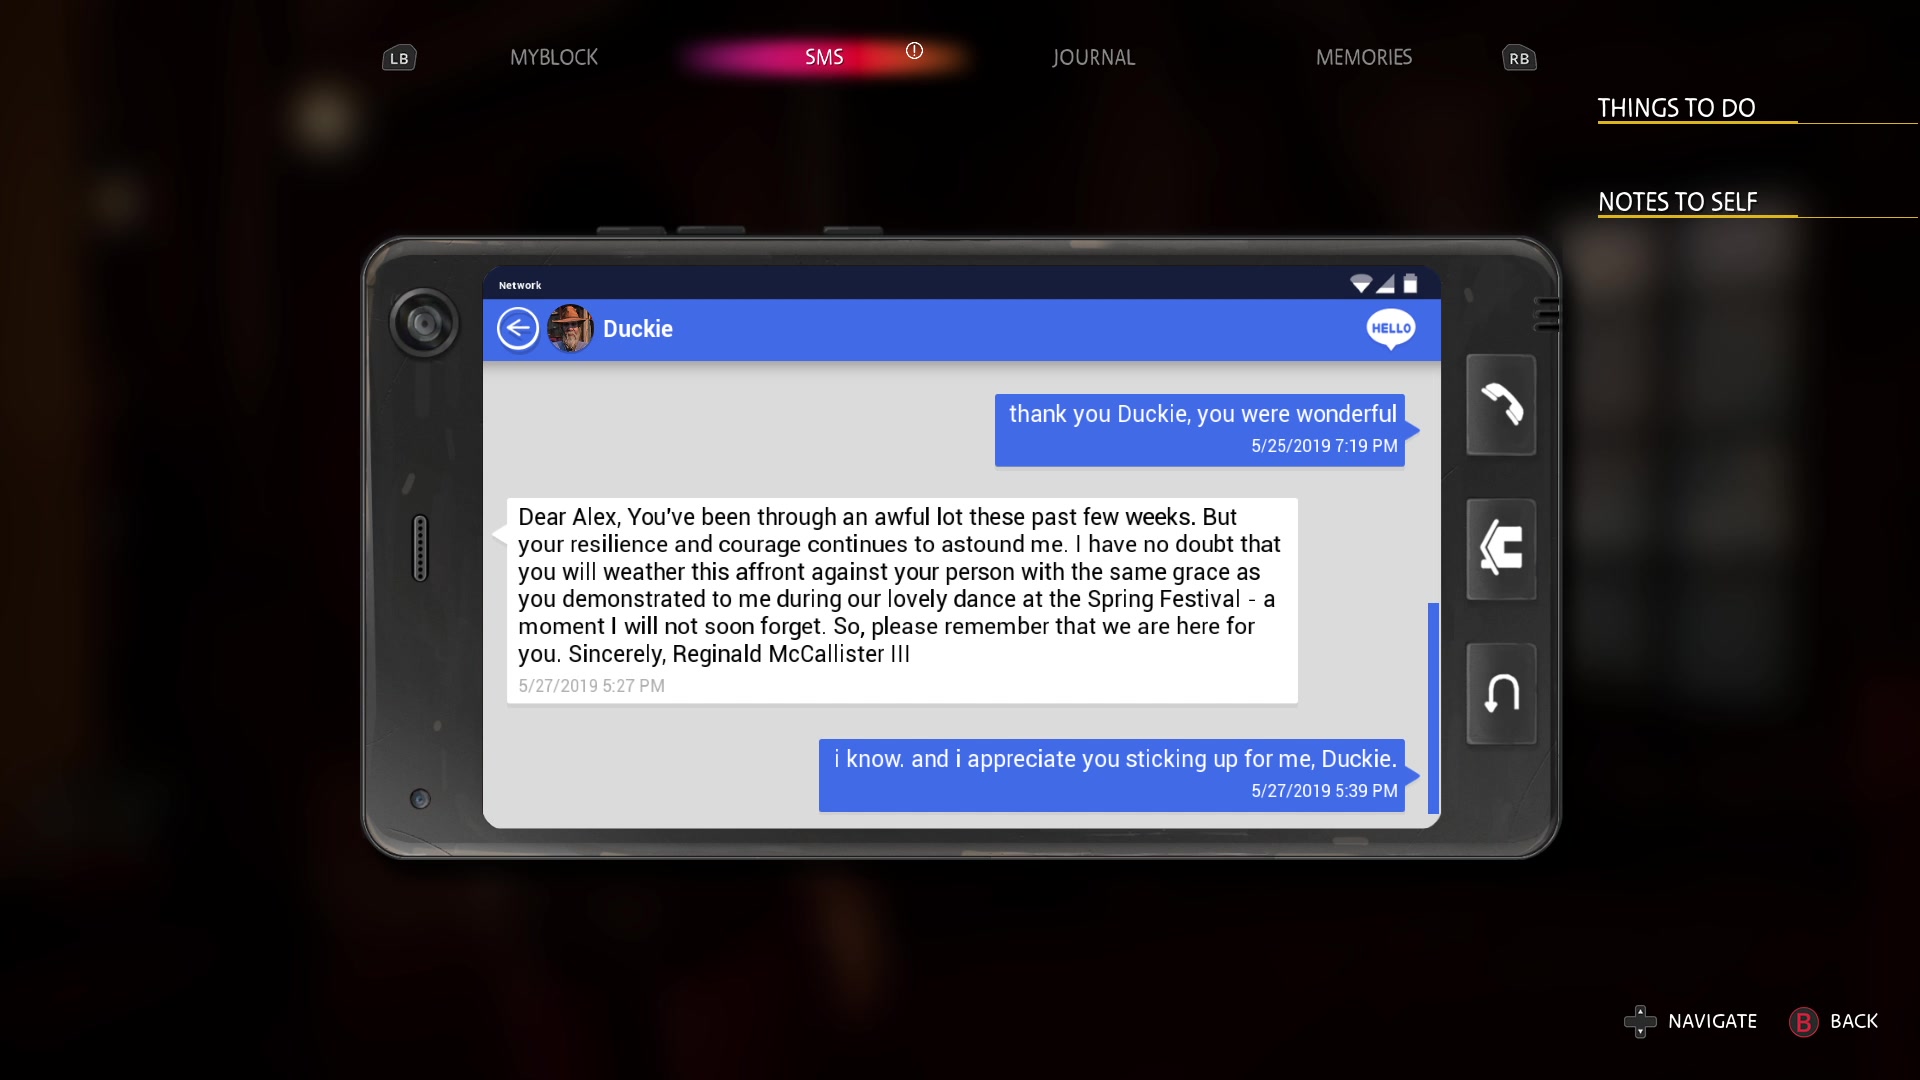 LB
MYBLOCK
SMS
JOURNAL
MEMORIES
RB
THINGS TO DO
NOTES TO SELF
Network
Duckie
HELLO
thank you Duckie, you were wonderful
5/25/2019 7:19 PM
Dear Alex, You've been through an awful lot these past few weeks. But
your resilience and courage continues to astound me. I have no doubt that
you will weather this affront against your person with the same grace as
you demonstrated to me during our lovely dance at the Spring Festival - a
moment I will not soon forget. So, please remember that we are here for
you. Sincerely, Reginald McCallister III
5/27/2019 5:27 PM
i know. and i appreciate you sticking up for me, Duckie.
5/27/2019 5:39 PM
NAVIGATE
B BACK